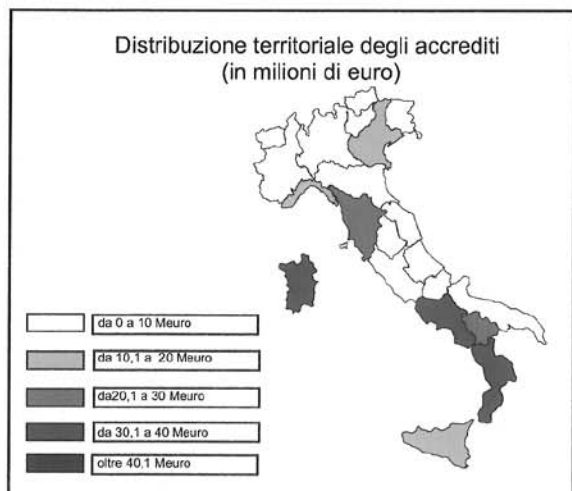 Distribuzione territoriale degli accrediti
(in milioni di euro)
da 0 a 10 Meuro
da 10,1 a 20 Meuro
da20,1 a 30 Meuro
da 30,1 a 40 Meuro
oltre 40,1 Meuro